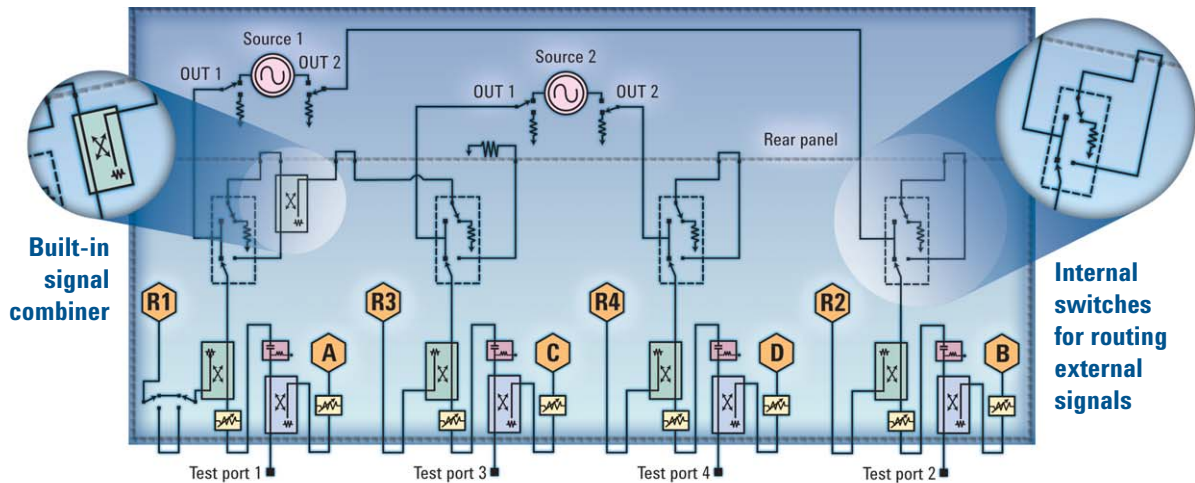 Source 1
OUT 1
OUT 2
Source 2
OUT 1
OUT 2
Rear panel
Built-in
signal
combiner
Internal
switches
for routing
external
signals
R1
A
R3
C
R4
D
R2
B
Test port 1
Test port 3
Test port 4
Test port 2